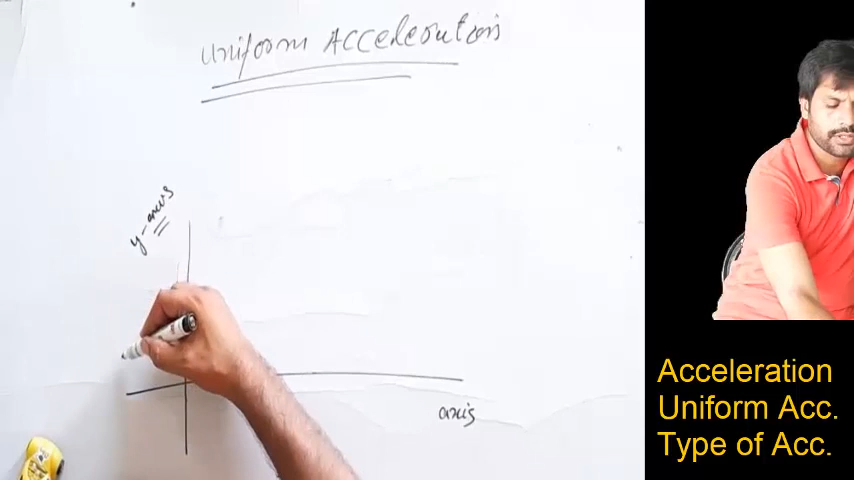 Uniform Acceleration
y-axis
axis
Acceleration
Uniform Acc.
Type of Acc.